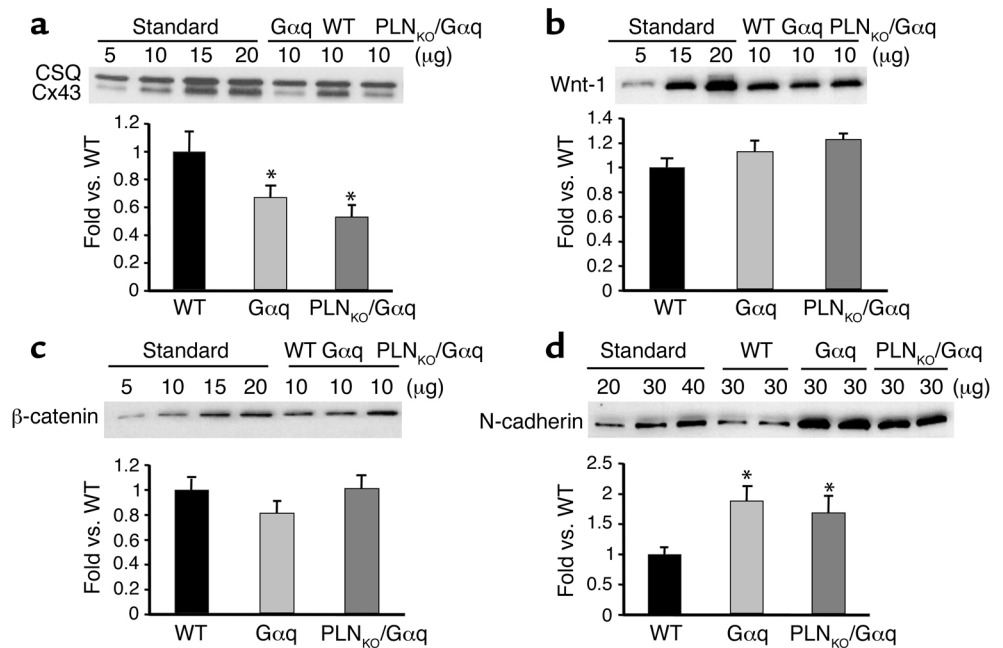 a
Standard Gαq WT PLNKO/Gαq
5 10 15 20 10 10 10 (μg)
CSQ
Cx43
Fold vs. WT
1.2
1
0.8
0.6
0.4
0.2
0
* *
WT Gαq PLNKO/Gαq
b
Standard WT Gαq PLNKO/Gαq
5 15 20 10 10 10 (μg)
Wnt-1
Fold vs. WT
1.4
1.2
1
0.8
0.6
0.4
0.2
0
WT Gαq PLNKO/Gαq
c
Standard WT Gαq PLNKO/Gαq
5 10 15 20 10 10 10 (μg)
β-catenin
Fold vs. WT
1.2
1
0.8
0.6
0.4
0.2
0
WT Gαq PLNKO/Gαq
d
Standard WT Gαq PLNKO/Gαq
20 30 40 30 30 30 30 30 30 (μg)
N-cadherin
Fold vs. WT
2.5
2
1.5
1
0.5
0
* *
WT Gαq PLNKO/Gαq